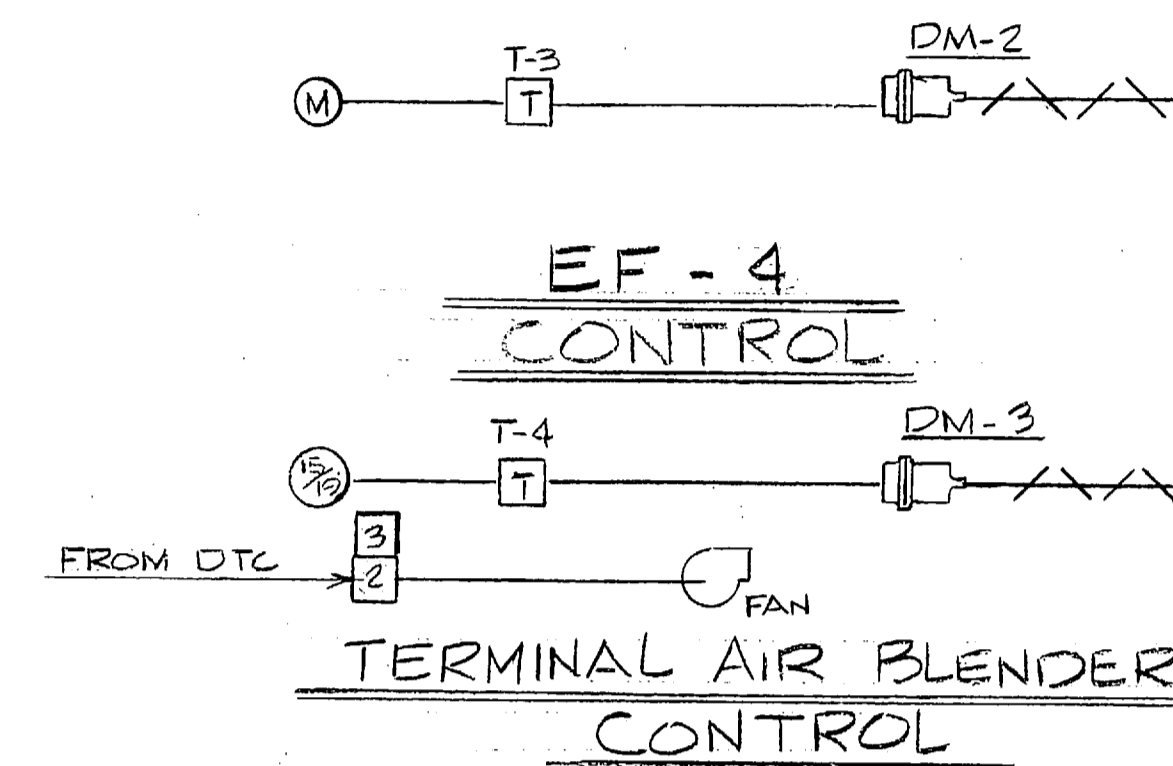 DM-2
T-3
M
T
EF-4
CONTROL
DM-3
T-4
15/19
T
3
FROM DTC
2
FAN
TERMINAL AIR BLENDER
CONTROL